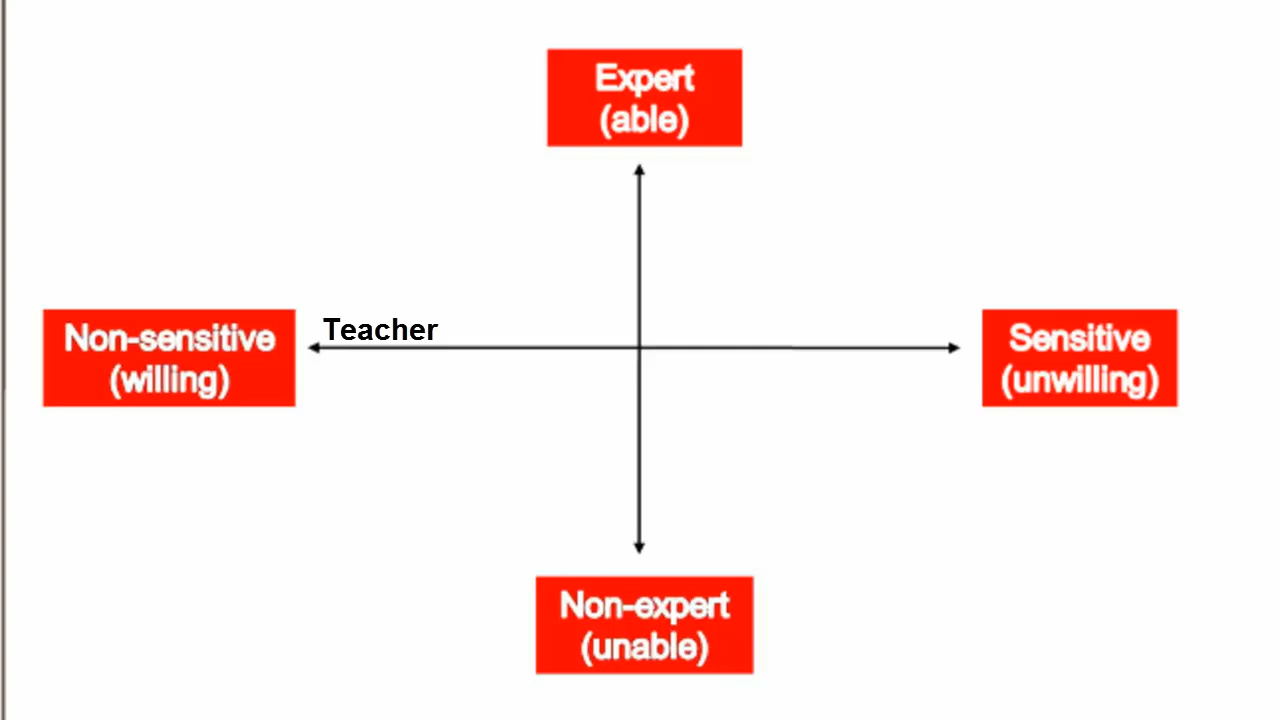 Expert
(able)
Non-sensitive
(willing)
Teacher
Sensitive
(unwilling)
Non-expert
(unable)